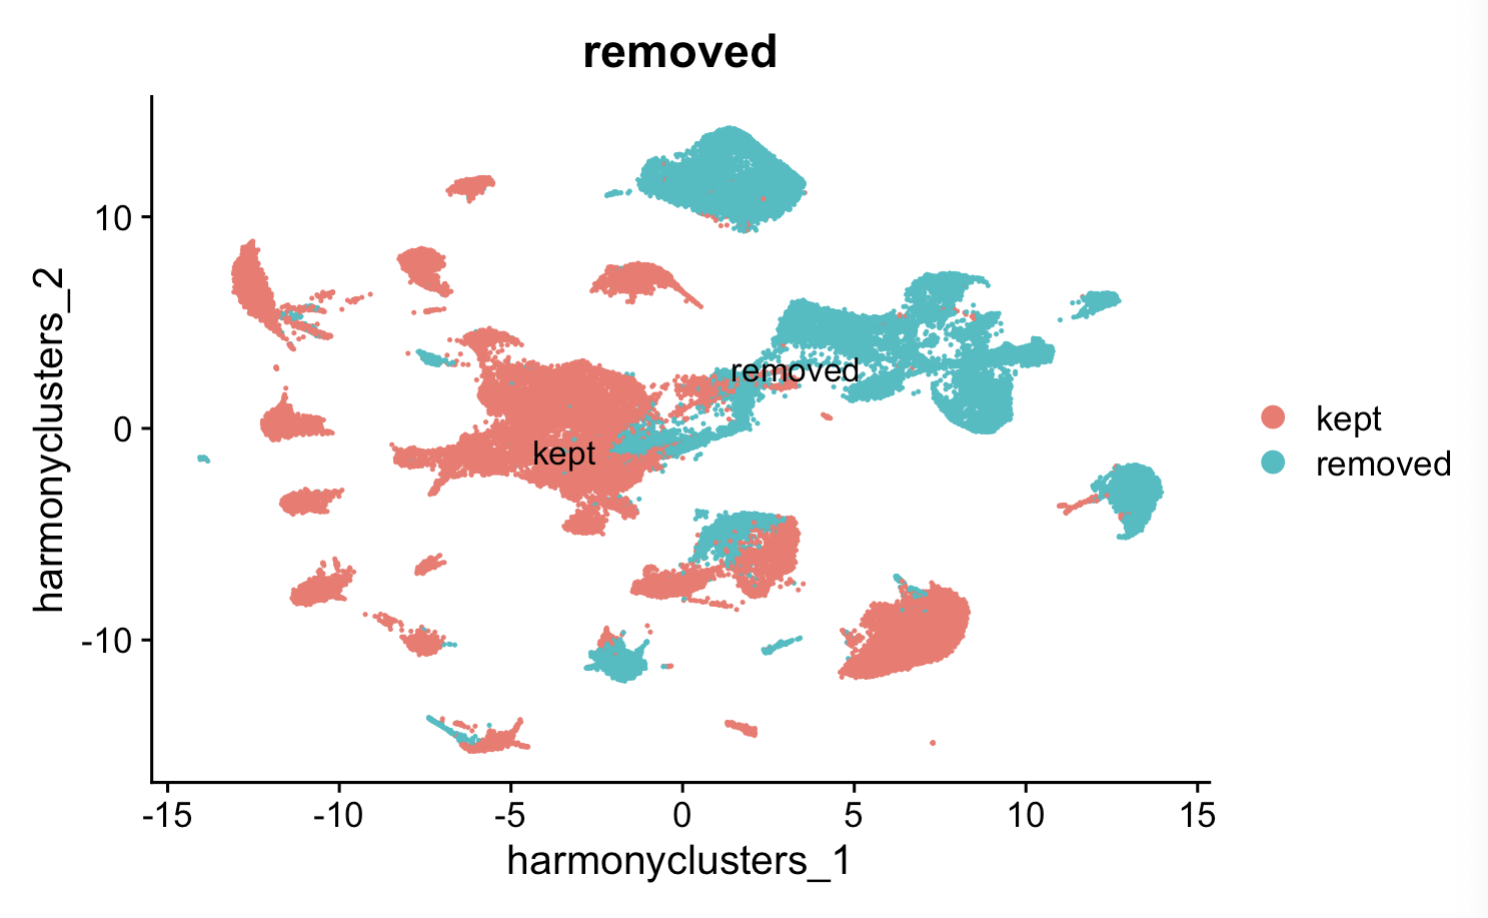 removed
harmonyclusters_2
10
0
-10
removed
kept
kept
removed
-15
-10
-5
0
5
10
15
harmonyclusters_1